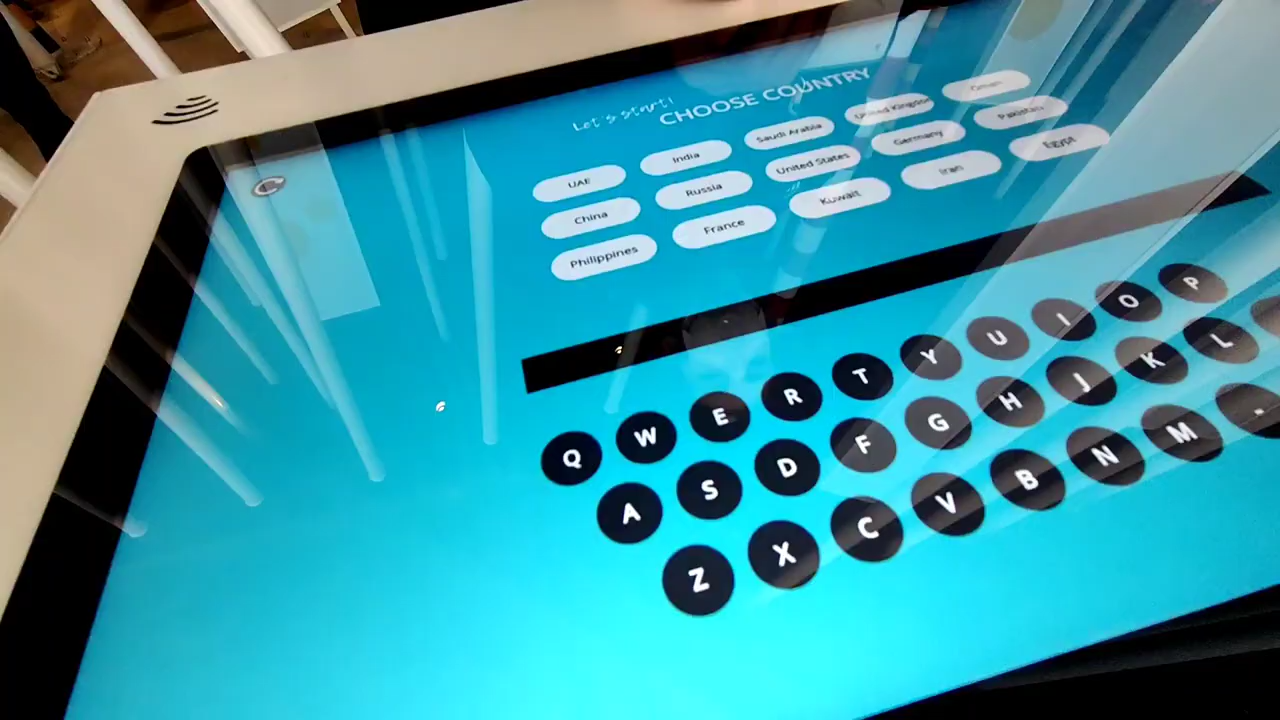 Let's start!
CHOOSE COUNTRY
UAE India Saudi Arabia United Kingdom Oman
China Russia United States Germany Pakistan
Philippines France Kuwait Iran Egypt
Q W E R T Y U I O P
A S D F G H J K L
Z X C V B N M .